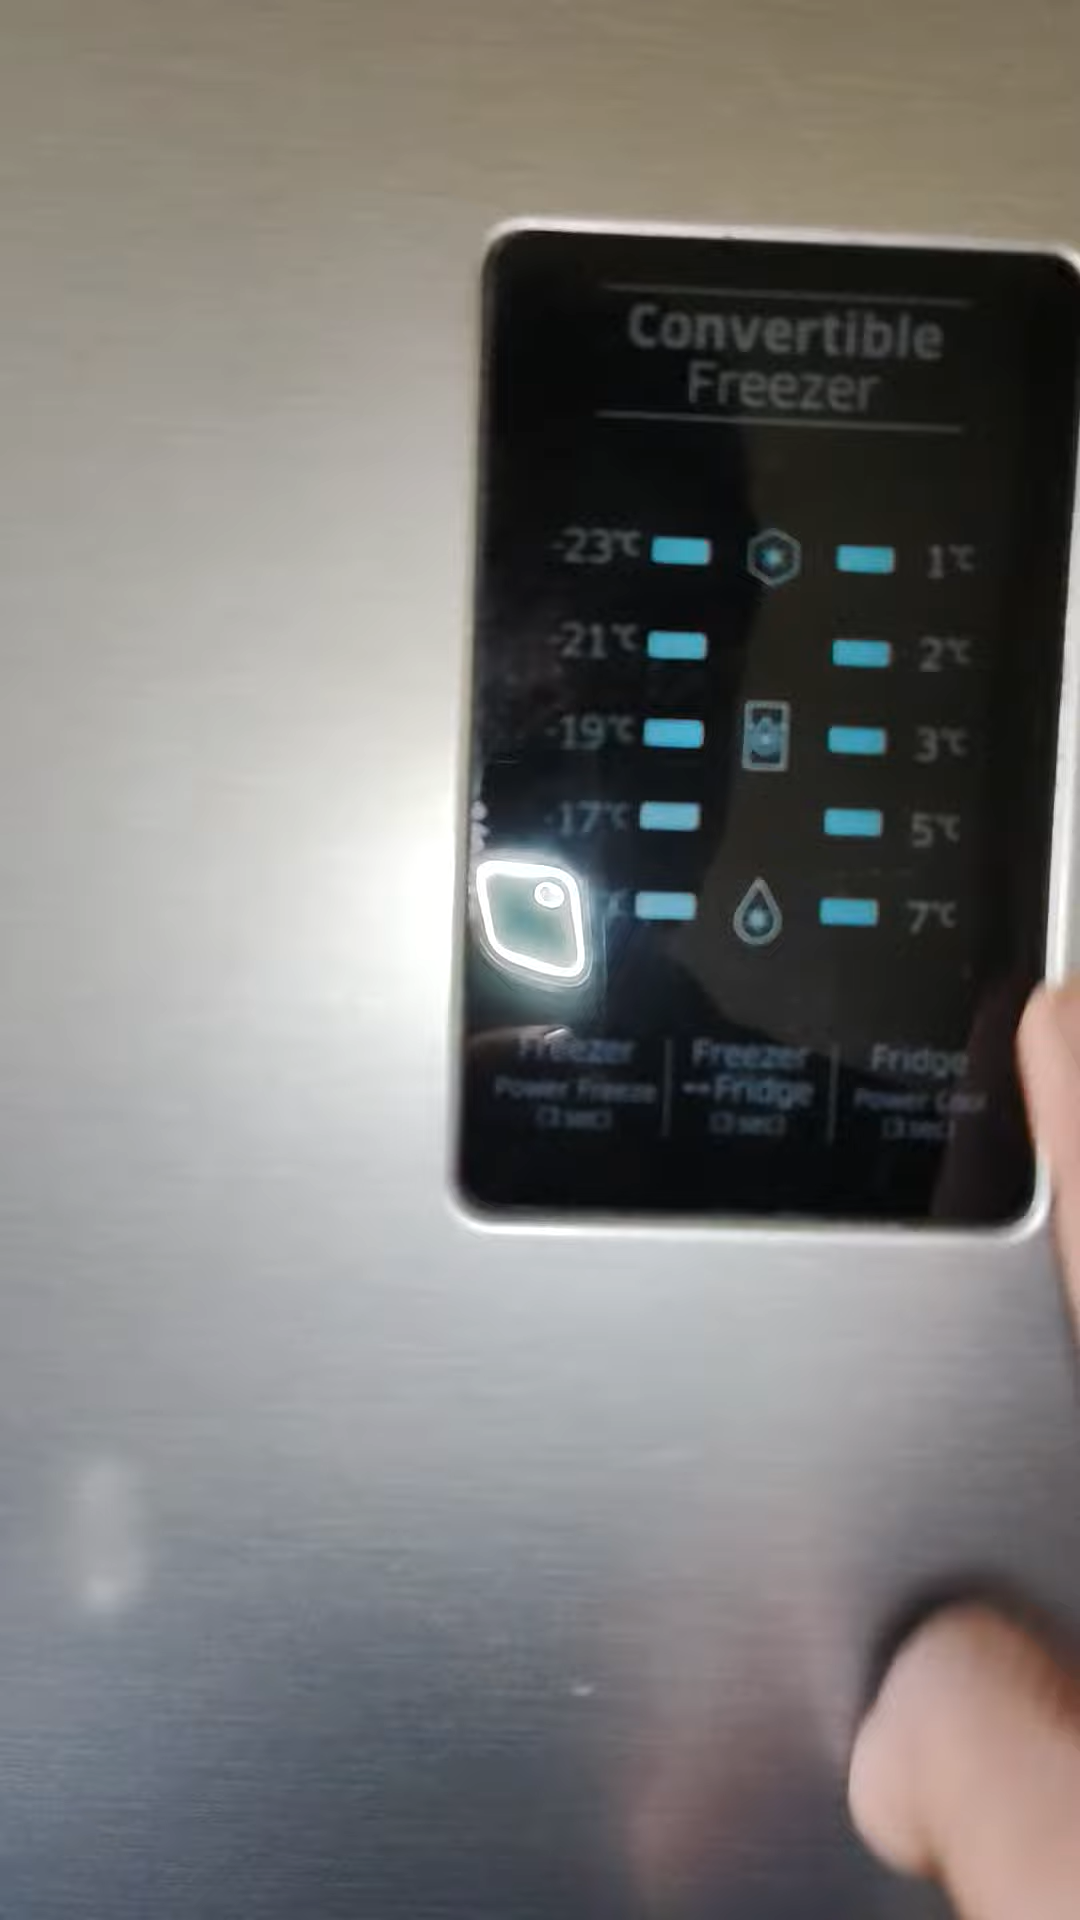 Convertible
Freezer
-23℃ 1℃
-21℃ 2℃
-19℃ 3℃
-17℃ 5℃
7℃
Freezer Freezer Fridge
Power Freeze ↔Fridge Power Cool
(3 sec) (3 sec) (3 sec)